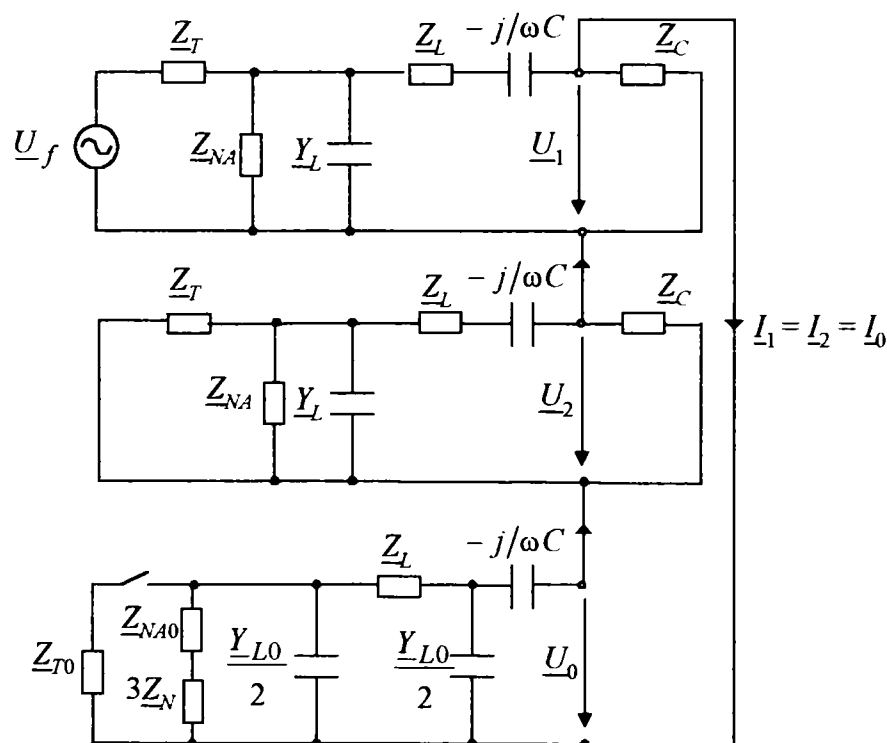 Z_T
Z_L
− j/ωC
Z_C
U_f
Z_NA
Y_L
U_1
Z_T
Z_L
− j/ωC
Z_C
I_1 = I_2 = I_0
Z_NA
Y_L
U_2
Z_L
− j/ωC
Z_T0
Z_NA0
3Z_N
Y_L0
2
Y_L0
2
U_0